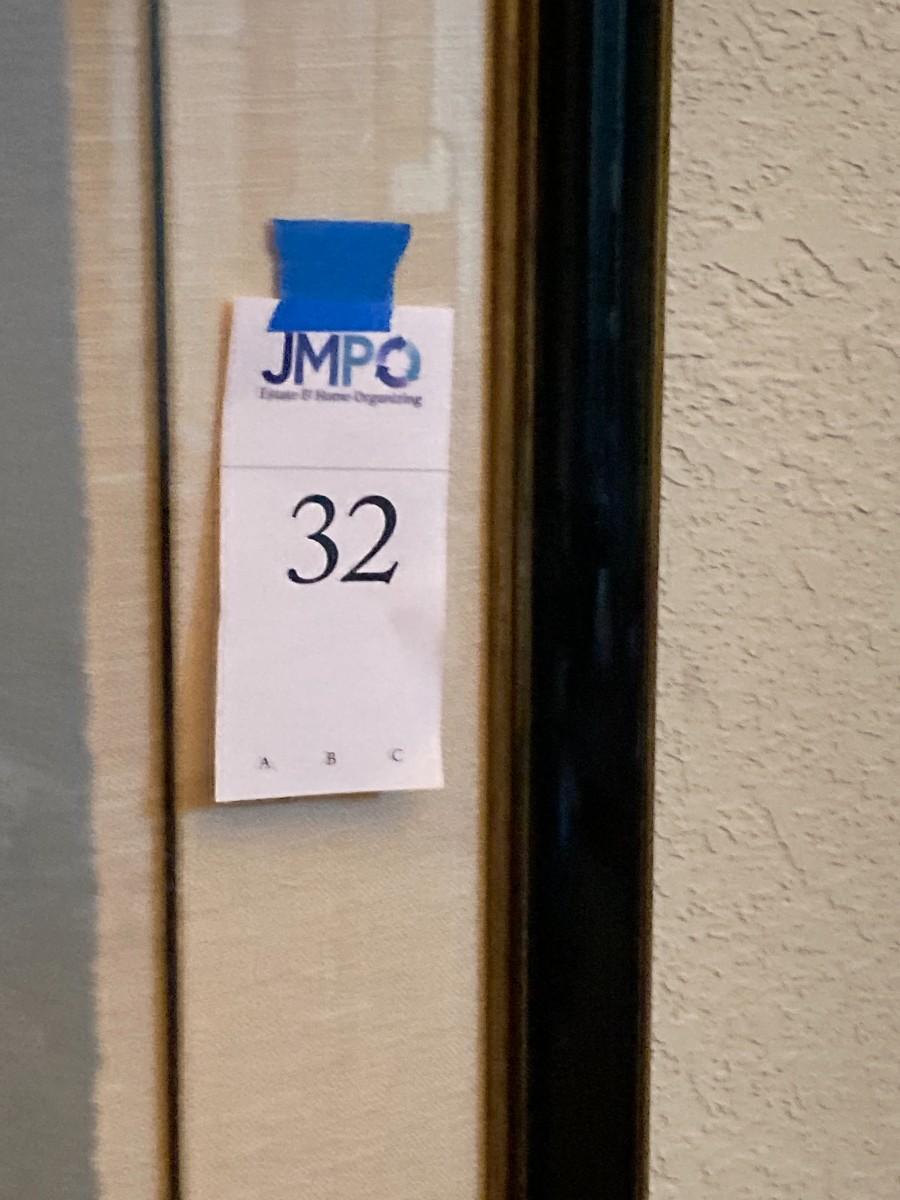 JMPO
Estate & Home Organizing
32
A B C